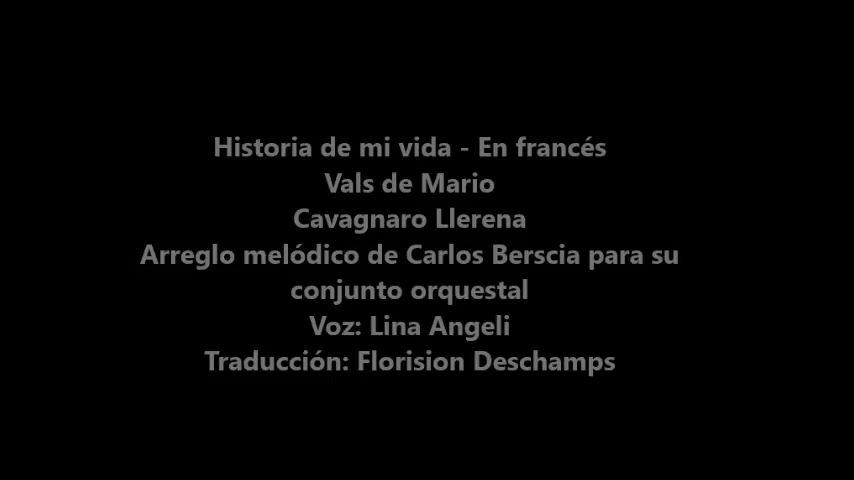 Historia de mi vida - En francés
Vals de Mario
Cavagnaro Llerena
Arreglo melódico de Carlos Berscia para su
conjunto orquestal
Voz: Lina Angeli
Traducción: Florision Deschamps